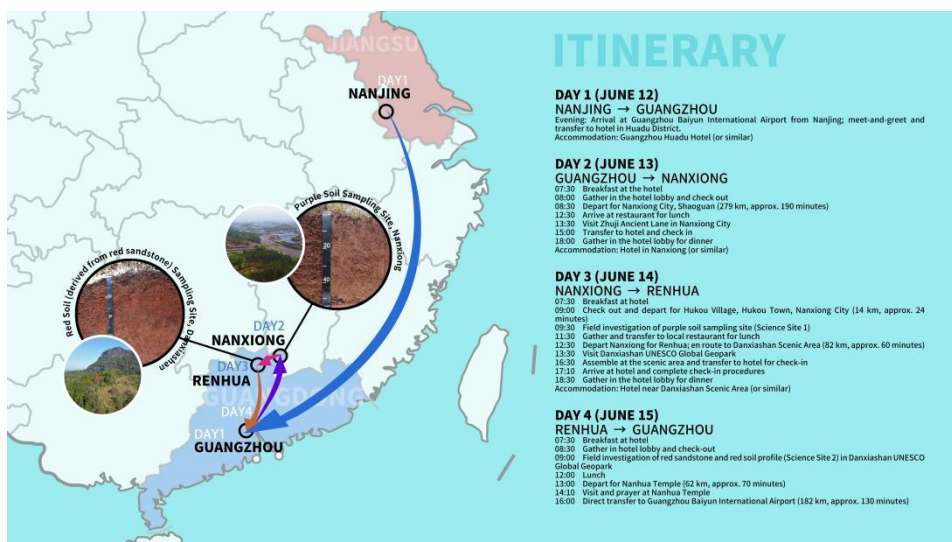 JIANGSU
DAY1
NANJING
Purple Soil Sampling Site, Nanxiong
20
40
Red Soil (derived from red sandstone) Sampling Site, Danxiashan
DAY2
NANXIONG
DAY3
RENHUA
GUANGDONG
DAY4
DAY1
GUANGZHOU
ITINERARY
DAY 1 (JUNE 12)
NANJING → GUANGZHOU
Evening: Arrival at Guangzhou Baiyun International Airport from Nanjing; meet-and-greet and
transfer to hotel in Huadu District.
Accommodation: Guangzhou Huadu Hotel (or similar)
DAY 2 (JUNE 13)
GUANGZHOU → NANXIONG
07:30 Breakfast at the hotel
08:00 Gather in the hotel lobby and check out
08:30 Depart for Nanxiong City, Shaoguan (279 km, approx. 190 minutes)
12:30 Arrive at restaurant for lunch
13:30 Visit Zhuji Ancient Lane in Nanxiong City
15:00 Transfer to hotel and check in
18:00 Gather in the hotel lobby for dinner
Accommodation: Hotel in Nanxiong (or similar)
DAY 3 (JUNE 14)
NANXIONG → RENHUA
07:30 Breakfast at hotel
09:00 Check out and depart for Hukou Village, Hukou Town, Nanxiong City (14 km, approx. 24
minutes)
09:30 Field investigation of purple soil sampling site (Science Site 1)
11:30 Gather and transfer to local restaurant for lunch
12:30 Depart Nanxiong for Renhua; en route to Danxiashan Scenic Area (82 km, approx. 60 minutes)
13:30 Visit Danxiashan UNESCO Global Geopark
16:30 Assemble at the scenic area and transfer to hotel for check-in
17:10 Arrive at hotel and complete check-in procedures
18:30 Gather in the hotel lobby for dinner
Accommodation: Hotel near Danxiashan Scenic Area (or similar)
DAY 4 (JUNE 15)
RENHUA → GUANGZHOU
07:30 Breakfast at hotel
08:30 Gather in hotel lobby and check-out
09:00 Field investigation of red sandstone and red soil profile (Science Site 2) in Danxiashan UNESCO
Global Geopark
12:00 Lunch
13:00 Depart for Nanhua Temple (62 km, approx. 70 minutes)
14:10 Visit and prayer at Nanhua Temple
16:00 Direct transfer to Guangzhou Baiyun International Airport (182 km, approx. 130 minutes)